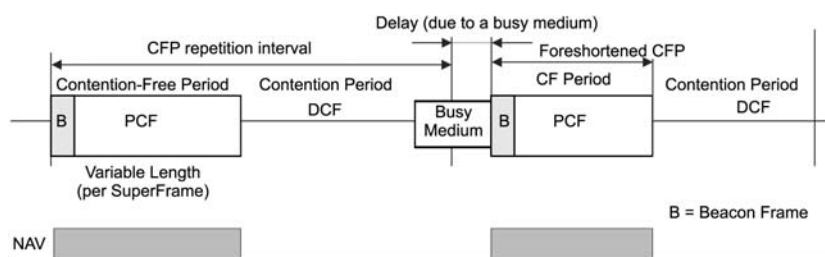 Delay (due to a busy medium)
CFP repetition interval
Foreshortened CFP
Contention-Free Period
Contention Period
CF Period
Contention Period
B
PCF
DCF
Busy
Medium
B
PCF
DCF
Variable Length
(per SuperFrame)
B = Beacon Frame
NAV